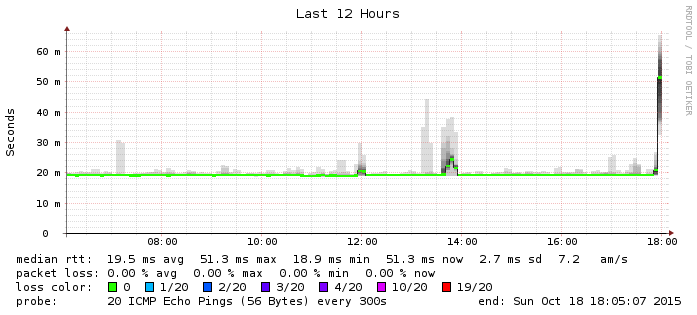 Last 12 Hours
RRDTOOL / TOBI OETIKER
Seconds
60 m
50 m
40 m
30 m
20 m
10 m
0
08:00 10:00 12:00 14:00 16:00 18:00
median rtt: 19.5 ms avg 51.3 ms max 18.9 ms min 51.3 ms now 2.7 ms sd 7.2 am/s
packet loss: 0.00 % avg 0.00 % max 0.00 % min 0.00 % now
loss color: 0 1/20 2/20 3/20 4/20 10/20 19/20
probe: 20 ICMP Echo Pings (56 Bytes) every 300s end: Sun Oct 18 18:05:07 2015